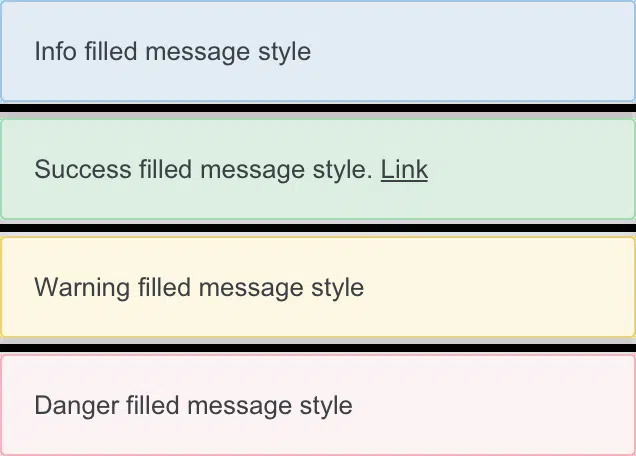 Info filled message style
Success filled message style. Link
Warning filled message style
Danger filled message style